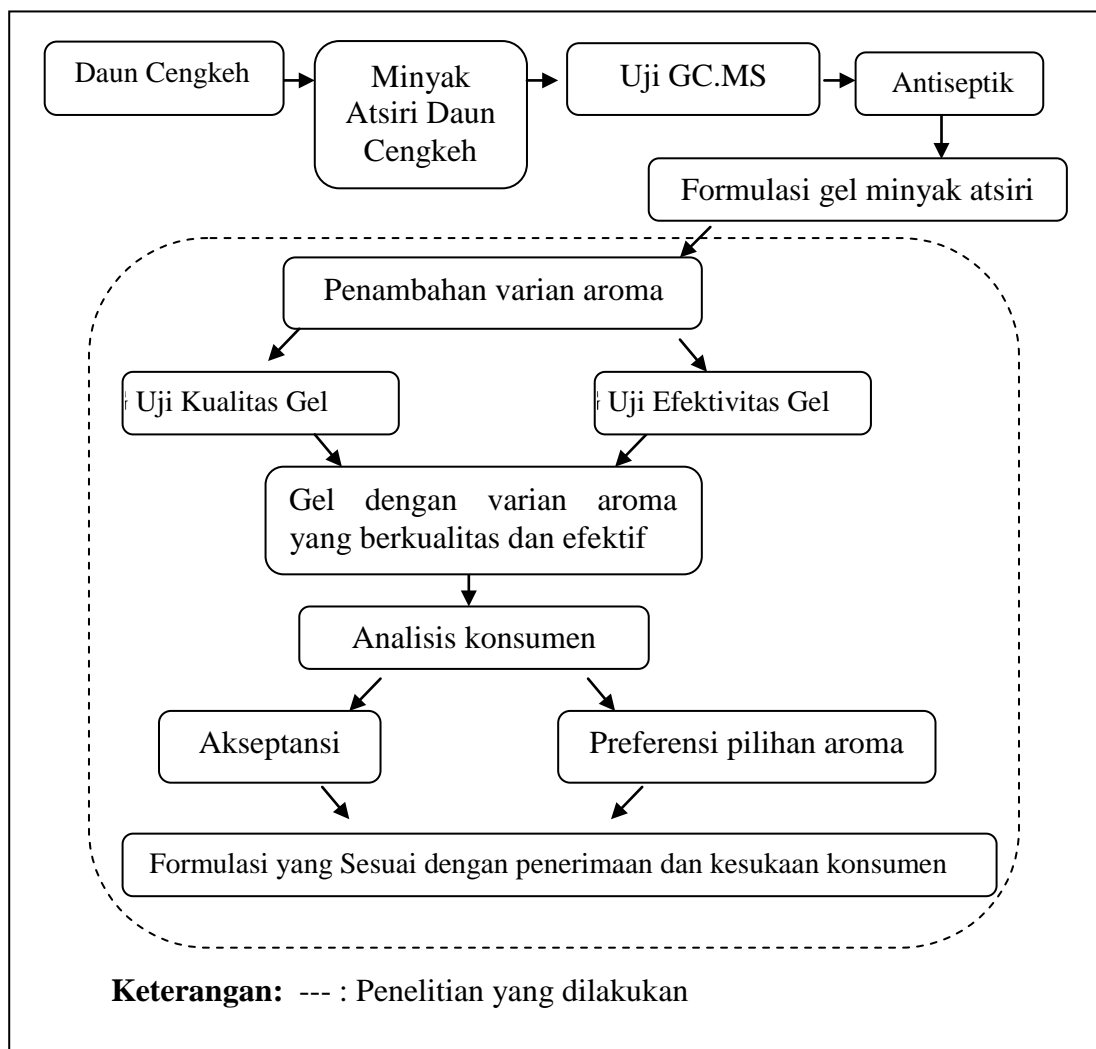 Daun Cengkeh
Minyak
Atsiri Daun
Cengkeh
Uji GC.MS
Antiseptik
Formulasi gel minyak atsiri
Penambahan varian aroma
Uji Kualitas Gel
Uji Efektivitas Gel
Gel dengan varian aroma
yang berkualitas dan efektif
Analisis konsumen
Akseptansi
Preferensi pilihan aroma
Formulasi yang Sesuai dengan penerimaan dan kesukaan konsumen
Keterangan: --- : Penelitian yang dilakukan